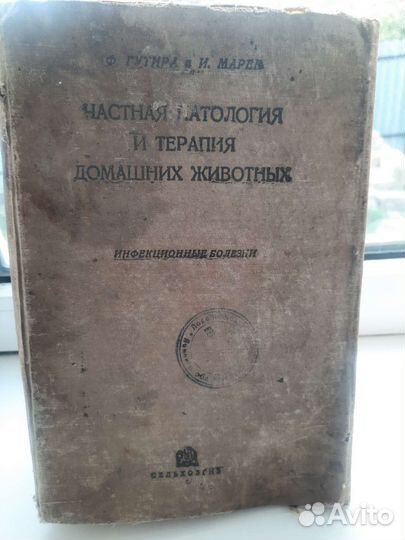 Ф. ГУТИРА и И. МАРЕК
ЧАСТНАЯ ПАТОЛОГИЯ
И ТЕРАПИЯ
ДОМАШНИХ ЖИВОТНЫХ
ИНФЕКЦИОННЫЕ БОЛЕЗНИ
СЕЛЬХОЗГИЗ
Avito